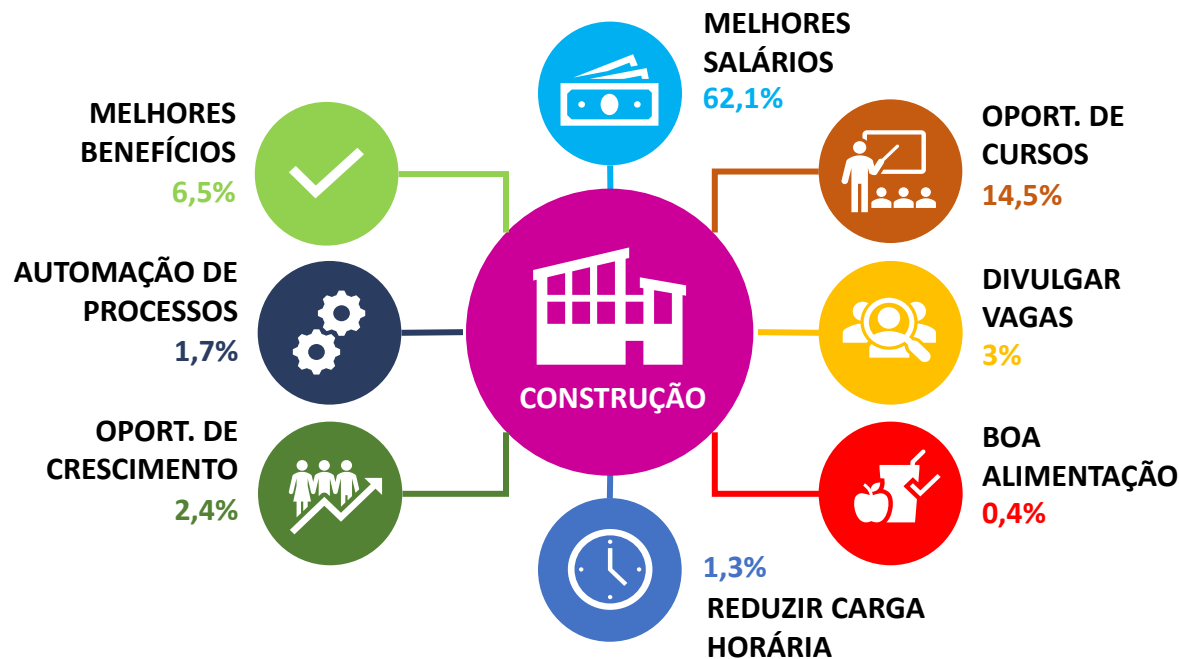 MELHORES
SALÁRIOS
62,1%
MELHORES
BENEFÍCIOS
6,5%
OPORT. DE
CURSOS
14,5%
AUTOMAÇÃO DE
PROCESSOS
1,7%
DIVULGAR
VAGAS
3%
CONSTRUÇÃO
OPORT. DE
CRESCIMENTO
2,4%
BOA
ALIMENTAÇÃO
0,4%
1,3%
REDUZIR CARGA
HORÁRIA